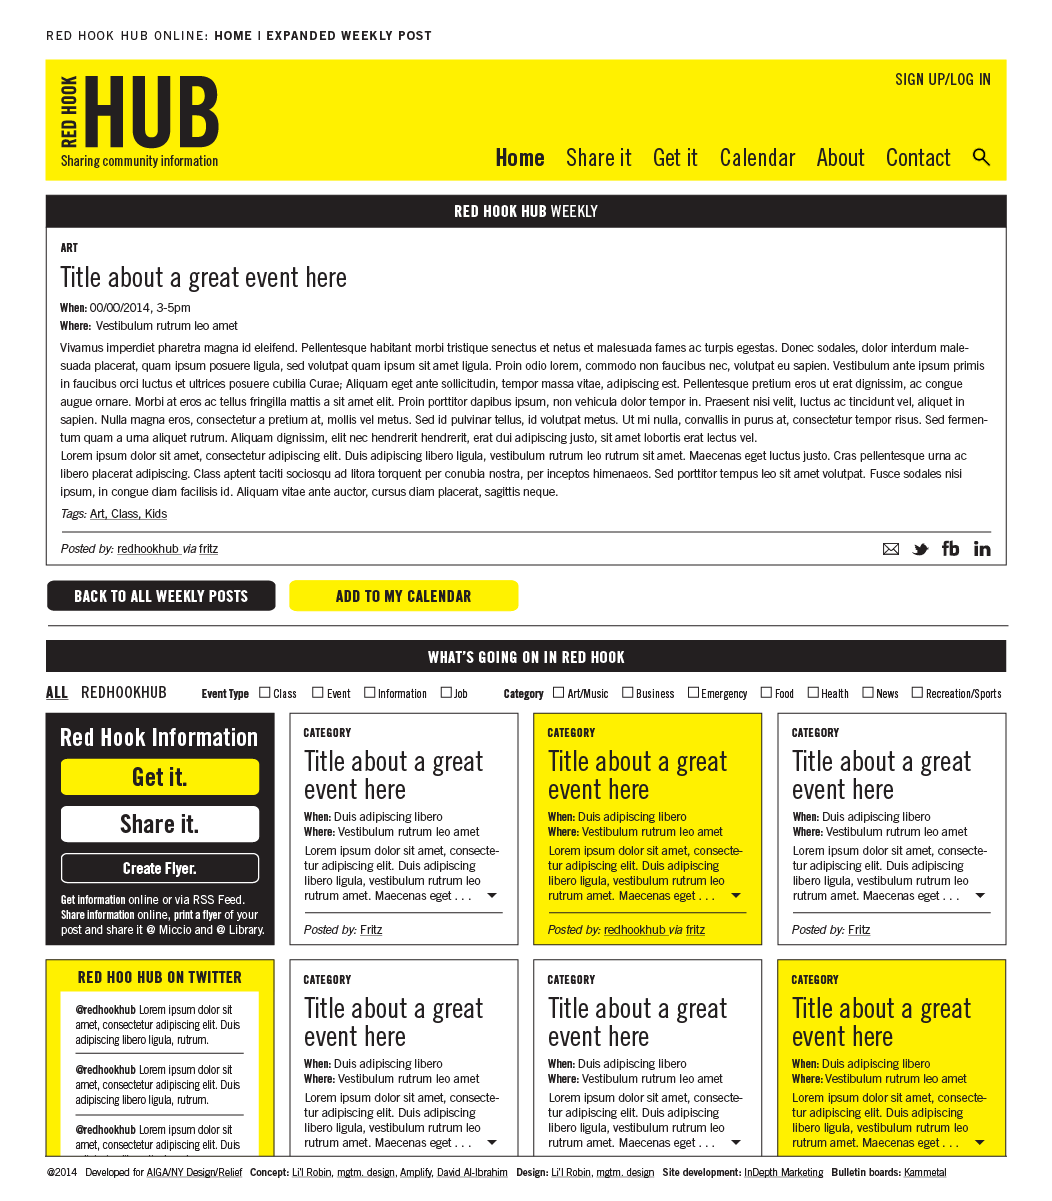 RED HOOK HUB ONLINE: HOME | EXPANDED WEEKLY POST
SIGN UP/LOG IN
RED HOOK
HUB
Sharing community information
Home Share it Get it Calendar About Contact
RED HOOK HUB WEEKLY
ART
Title about a great event here
When: 00/00/2014, 3-5pm
Where: Vestibulum rutrum leo amet
Vivamus imperdiet pharetra magna id eleifend. Pellentesque habitant morbi tristique senectus et netus et malesuada fames ac turpis egestas. Donec sodales, dolor interdum male-
suada placerat, quam ipsum posuere ligula, sed volutpat quam ipsum sit amet ligula. Proin odio lorem, commodo non faucibus nec, volutpat eu sapien. Vestibulum ante ipsum primis
in faucibus orci luctus et ultrices posuere cubilia Curae; Aliquam eget ante sollicitudin, tempor massa vitae, adipiscing est. Pellentesque pretium eros ut erat dignissim, ac congue
augue ornare. Morbi at eros ac tellus fringilla mattis a sit amet elit. Proin porttitor dapibus ipsum, non vehicula dolor tempor in. Praesent nisi velit, luctus ac tincidunt vel, aliquet in
sapien. Nulla magna eros, consectetur a pretium at, mollis vel metus. Sed id pulvinar tellus, id volutpat metus. Ut mi nulla, convallis in purus at, consectetur tempor risus. Sed fermen-
tum quam a urna aliquet rutrum. Aliquam dignissim, elit nec hendrerit hendrerit, erat dui adipiscing justo, sit amet lobortis erat lectus vel.
Lorem ipsum dolor sit amet, consectetur adipiscing elit. Duis adipiscing libero ligula, vestibulum rutrum leo rutrum sit amet. Maecenas eget luctus justo. Cras pellentesque urna ac
libero placerat adipiscing. Class aptent taciti sociosqu ad litora torquent per conubia nostra, per inceptos himenaeos. Sed porttitor tempus leo sit amet volutpat. Fusce sodales nisi
ipsum, in congue diam facilisis id. Aliquam vitae ante auctor, cursus diam placerat, sagittis neque.
Tags: Art, Class, Kids
Posted by: redhookhub via fritz
fb in
BACK TO ALL WEEKLY POSTS
ADD TO MY CALENDAR
WHAT'S GOING ON IN RED HOOK
ALL REDHOOKHUB Event Type Class Event Information Job Category Art/Music Business Emergency Food Health News Recreation/Sports
Red Hook Information
Get it.
Share it.
Create Flyer.
Get information online or via RSS Feed.
Share information online, print a flyer of your
post and share it @ Miccio and @ Library.
CATEGORY
Title about a great
event here
When: Duis adipiscing libero
Where: Vestibulum rutrum leo amet
Lorem ipsum dolor sit amet, consecte-
tur adipiscing elit. Duis adipiscing
libero ligula, vestibulum rutrum leo
rutrum amet. Maecenas eget . . .
Posted by: Fritz
CATEGORY
Title about a great
event here
When: Duis adipiscing libero
Where: Vestibulum rutrum leo amet
Lorem ipsum dolor sit amet, consecte-
tur adipiscing elit. Duis adipiscing
libero ligula, vestibulum rutrum leo
rutrum amet. Maecenas eget . . .
Posted by: redhookhub via fritz
CATEGORY
Title about a great
event here
When: Duis adipiscing libero
Where: Vestibulum rutrum leo amet
Lorem ipsum dolor sit amet, consecte-
tur adipiscing elit. Duis adipiscing
libero ligula, vestibulum rutrum leo
rutrum amet. Maecenas eget . . .
Posted by: Fritz
RED HOO HUB ON TWITTER
@redhookhub Lorem ipsum dolor sit
amet, consectetur adipiscing elit. Duis
adipiscing libero ligula, rutrum.
@redhookhub Lorem ipsum dolor sit
amet, consectetur adipiscing elit. Duis
adipiscing libero ligula, rutrum.
@redhookhub Lorem ipsum dolor sit
amet, consectetur adipiscing elit. Duis
CATEGORY
Title about a great
event here
When: Duis adipiscing libero
Where: Vestibulum rutrum leo amet
Lorem ipsum dolor sit amet, consecte-
tur adipiscing elit. Duis adipiscing
libero ligula, vestibulum rutrum leo
rutrum amet. Maecenas eget . . .
CATEGORY
Title about a great
event here
When: Duis adipiscing libero
Where: Vestibulum rutrum leo amet
Lorem ipsum dolor sit amet, consecte-
tur adipiscing elit. Duis adipiscing
libero ligula, vestibulum rutrum leo
rutrum amet. Maecenas eget . . .
CATEGORY
Title about a great
event here
When: Duis adipiscing libero
Where: Vestibulum rutrum leo amet
Lorem ipsum dolor sit amet, consecte-
tur adipiscing elit. Duis adipiscing
libero ligula, vestibulum rutrum leo
rutrum amet. Maecenas eget . . .
@2014 Developed for AIGA/NY Design/Relief Concept: Li'l Robin, mgtm. design, Amplify, David Al-Ibrahim Design: Li'l Robin, mgtm. design Site development: InDepth Marketing Bulletin boards: Kammetal